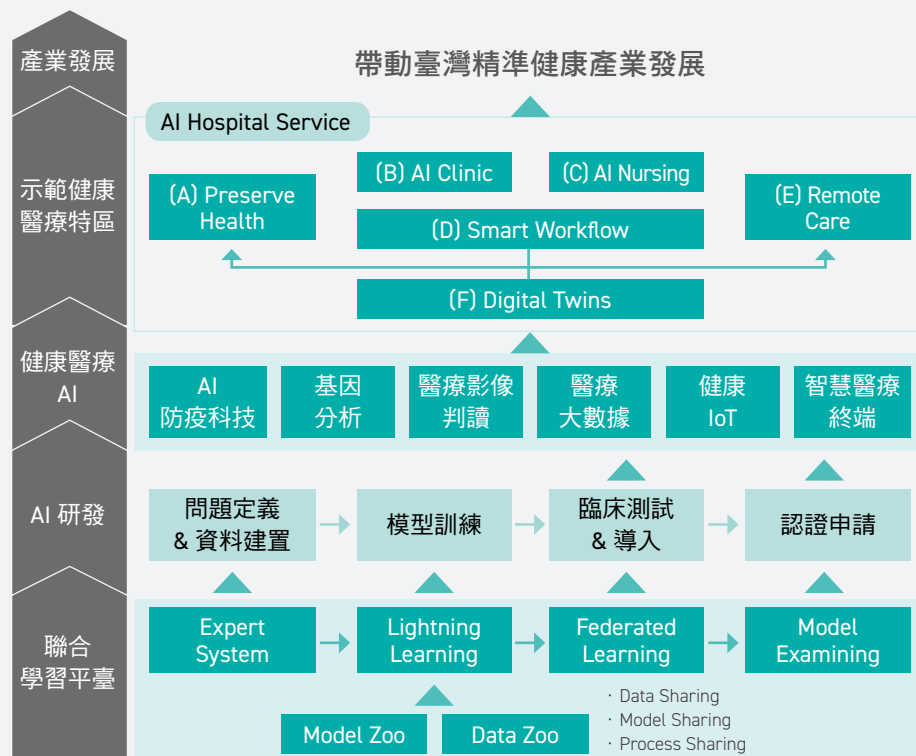 產業發展
帶動臺灣精準健康產業發展
示範健康
醫療特區
AI Hospital Service
(A) Preserve
Health
(B) AI Clinic
(C) AI Nursing
(D) Smart Workflow
(E) Remote
Care
(F) Digital Twins
健康醫療
AI
AI
防疫科技
基因
分析
醫療影像
判讀
醫療
大數據
健康
IoT
智慧醫療
終端
AI 研發
問題定義
& 資料建置
模型訓練
臨床測試
& 導入
認證申請
聯合
學習平臺
Expert
System
Lightning
Learning
Federated
Learning
Model
Examining
Model Zoo
Data Zoo
· Data Sharing
· Model Sharing
· Process Sharing